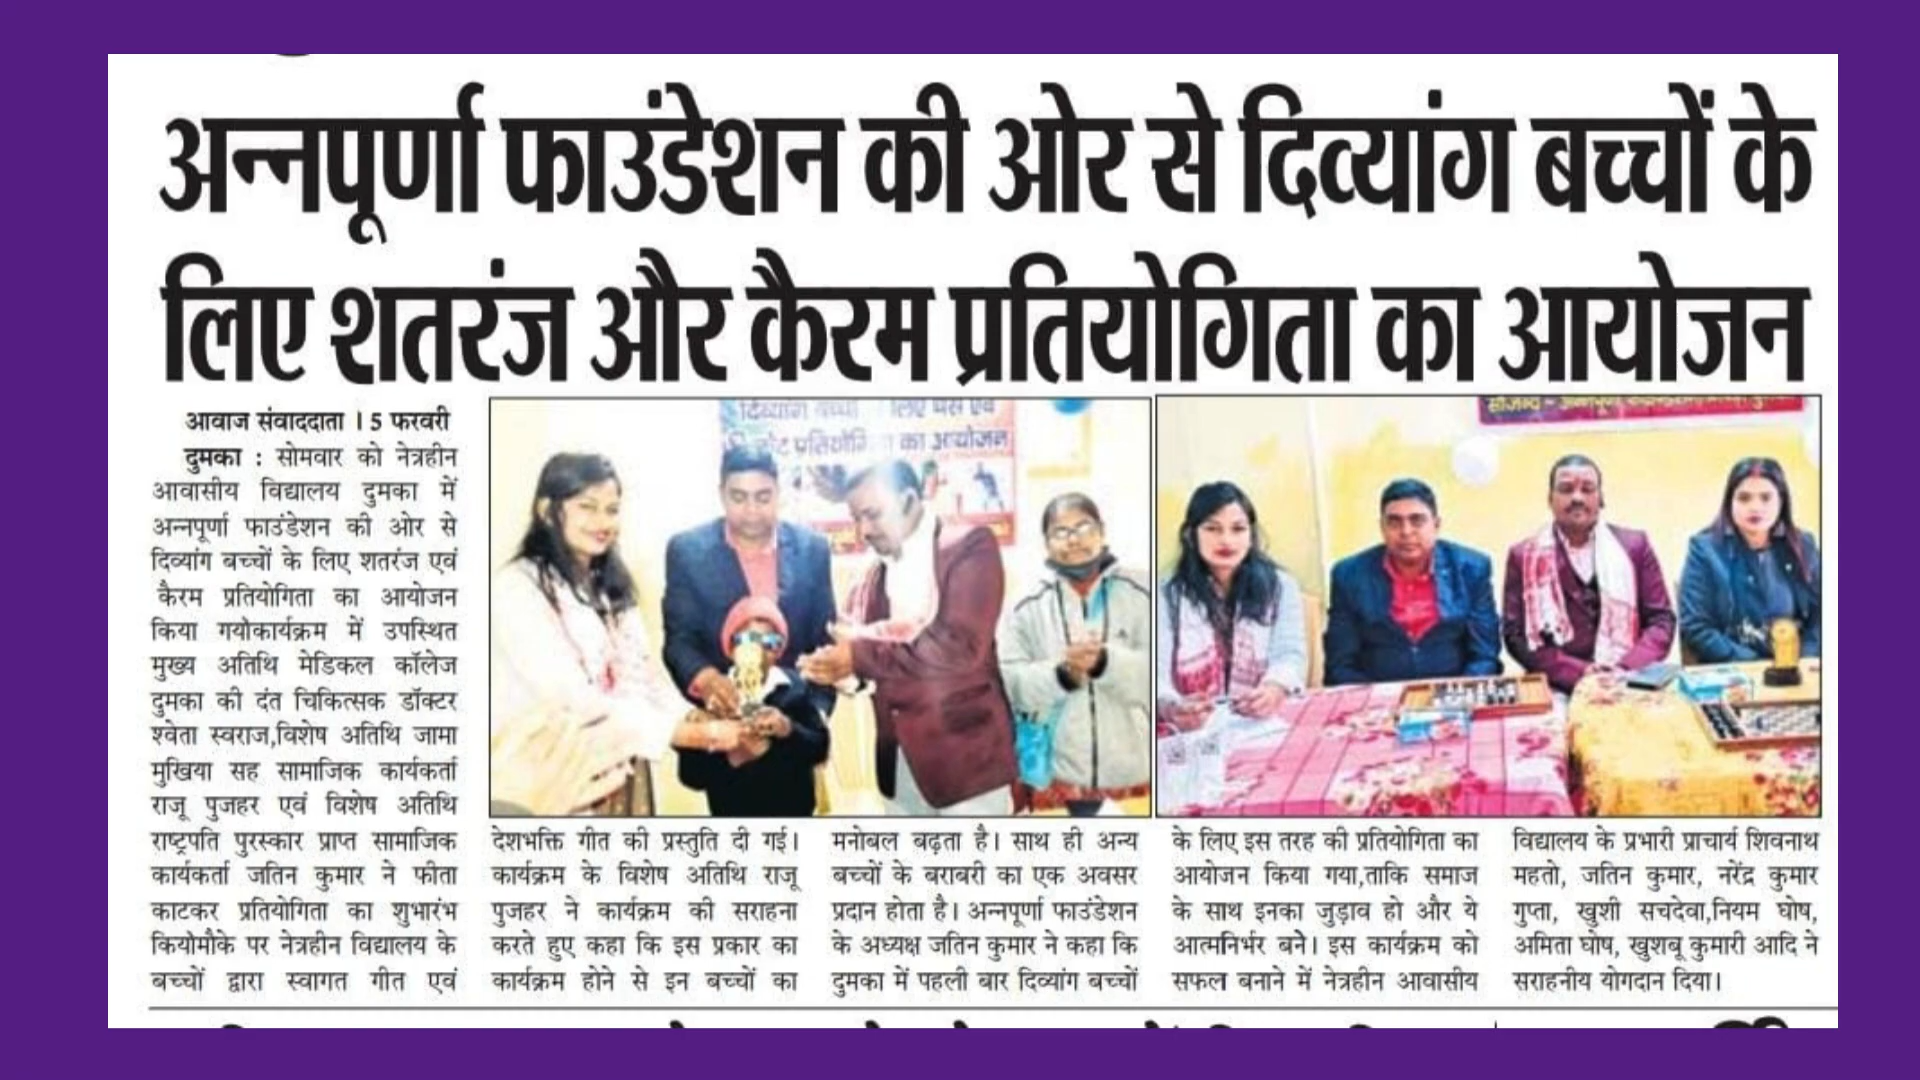 अन्नपूर्णा फाउंडेशन की ओर से दिव्यांग बच्चों के
लिए शतरंज और कैरम प्रतियोगिता का आयोजन
आवाज संवाददाता । 5 फरवरी
दुमका : सोमवार को नेत्रहीन
आवासीय विद्यालय दुमका में
अन्नपूर्णा फाउंडेशन की ओर से
दिव्यांग बच्चों के लिए शतरंज एवं
कैरम प्रतियोगिता का आयोजन
किया गयाैकार्यक्रम में उपस्थित
मुख्य अतिथि मेडिकल कॉलेज
दुमका की दंत चिकित्सक डॉक्टर
श्वेता स्वराज,विशेष अतिथि जामा
मुखिया सह सामाजिक कार्यकर्ता
राजू पुजहर एवं विशेष अतिथि
राष्ट्रपति पुरस्कार प्राप्त सामाजिक
कार्यकर्ता जतिन कुमार ने फीता
काटकर प्रतियोगिता का शुभारंभ
कियाेमौके पर नेत्रहीन विद्यालय के
बच्चों द्वारा स्वागत गीत एवं
दिव्यांग बच्चों लिए चेस एवं
प्रतियोगि का आयोजन
देशभक्ति गीत की प्रस्तुति दी गई।
कार्यक्रम के विशेष अतिथि राजू
पुजहर ने कार्यक्रम की सराहना
करते हुए कहा कि इस प्रकार का
कार्यक्रम होने से इन बच्चों का
मनोबल बढ़ता है। साथ ही अन्य
बच्चों के बराबरी का एक अवसर
प्रदान होता है। अन्नपूर्णा फाउंडेशन
के अध्यक्ष जतिन कुमार ने कहा कि
दुमका में पहली बार दिव्यांग बच्चों
के लिए इस तरह की प्रतियोगिता का
आयोजन किया गया,ताकि समाज
के साथ इनका जुड़ाव हो और ये
आत्मनिर्भर बने। इस कार्यक्रम को
सफल बनाने में नेत्रहीन आवासीय
विद्यालय के प्रभारी प्राचार्य शिवनाथ
महतो, जतिन कुमार, नरेंद्र कुमार
गुप्ता, खुशी सचदेवा,नियम घोष,
अमिता घोष, खुशबू कुमारी आदि ने
सराहनीय योगदान दिया।